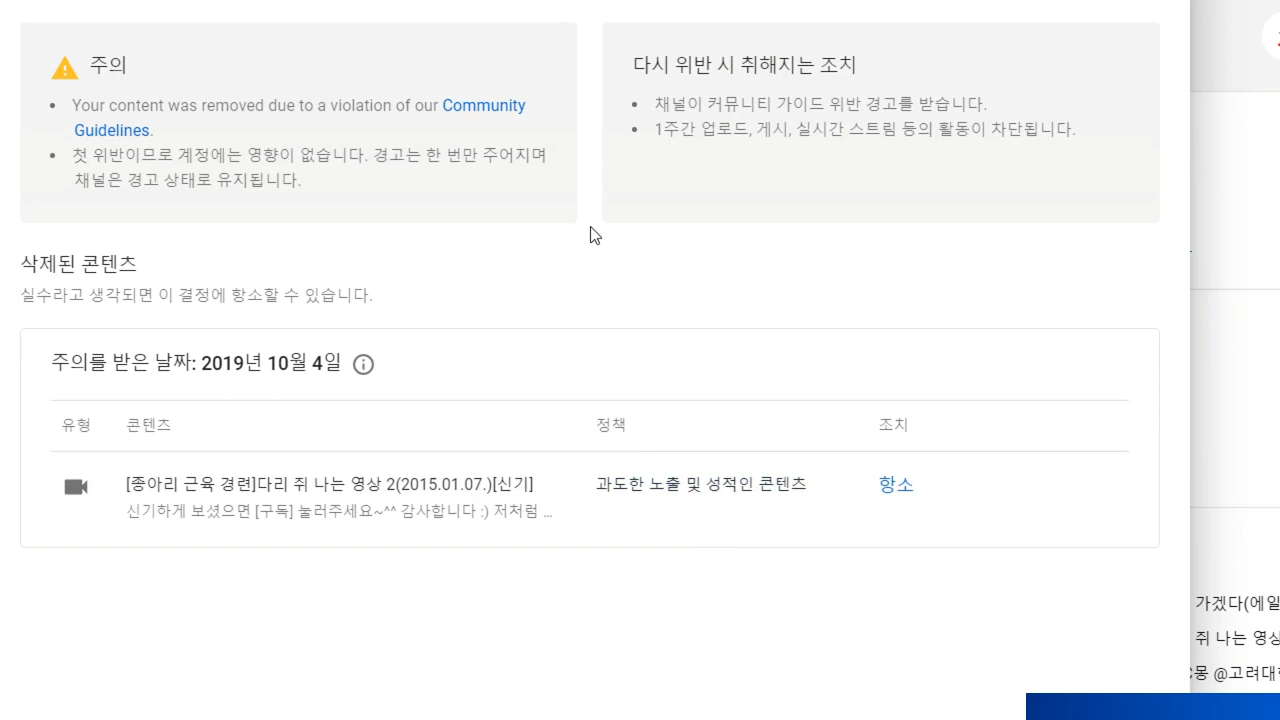 주의
Your content was removed due to a violation of our Community
Guidelines.
첫 위반이므로 계정에는 영향이 없습니다. 경고는 한 번만 주어지며
채널은 경고 상태로 유지됩니다.
다시 위반 시 취해지는 조치
채널이 커뮤니티 가이드 위반 경고를 받습니다.
1주간 업로드, 게시, 실시간 스트림 등의 활동이 차단됩니다.
삭제된 콘텐츠
실수라고 생각되면 이 결정에 항소할 수 있습니다.
주의를 받은 날짜: 2019년 10월 4일
유형 콘텐츠 정책 조치
[종아리 근육 경련]다리 쥐 나는 영상 2(2015.01.07.)[신기] 과도한 노출 및 성적인 콘텐츠 항소
신기하게 보셨으면 [구독] 눌러주세요~^^ 감사합니다 :) 저처럼 ...
가겠다(에일
쥐 나는 영상
몽 @고려대